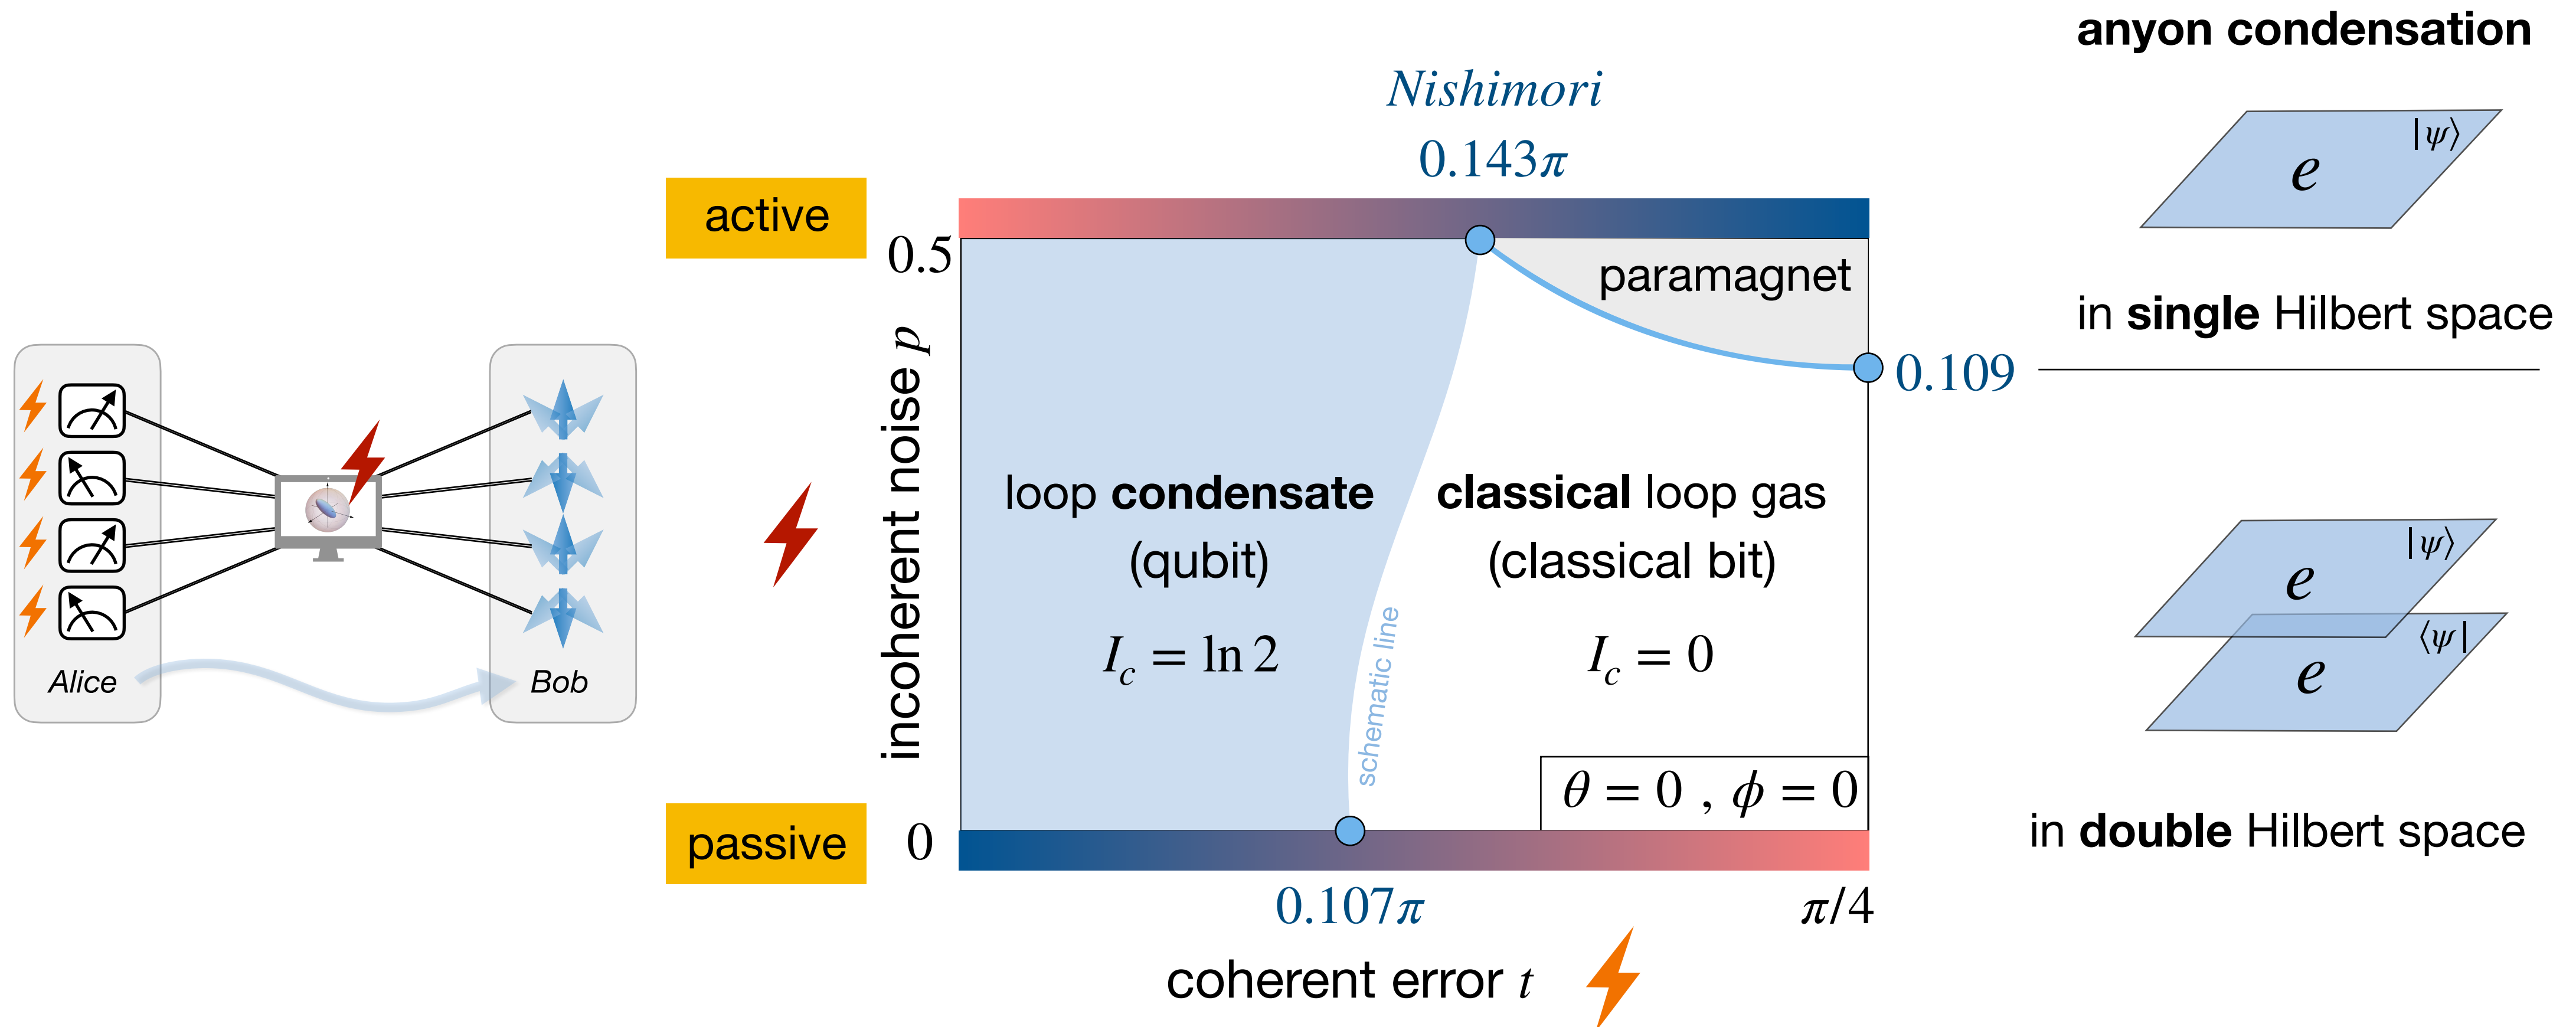 Alice
Bob
active
passive
incoherent noise p
0.5
0
Nishimori
0.143π
paramagnet
0.109
loop condensate
(qubit)
I_c = ln 2
schematic line
classical loop gas
(classical bit)
I_c = 0
θ = 0 , ϕ = 0
0.107π
π/4
coherent error t
anyon condensation
|ψ⟩
e
in single Hilbert space
|ψ⟩
e
⟨ψ|
e
in double Hilbert space